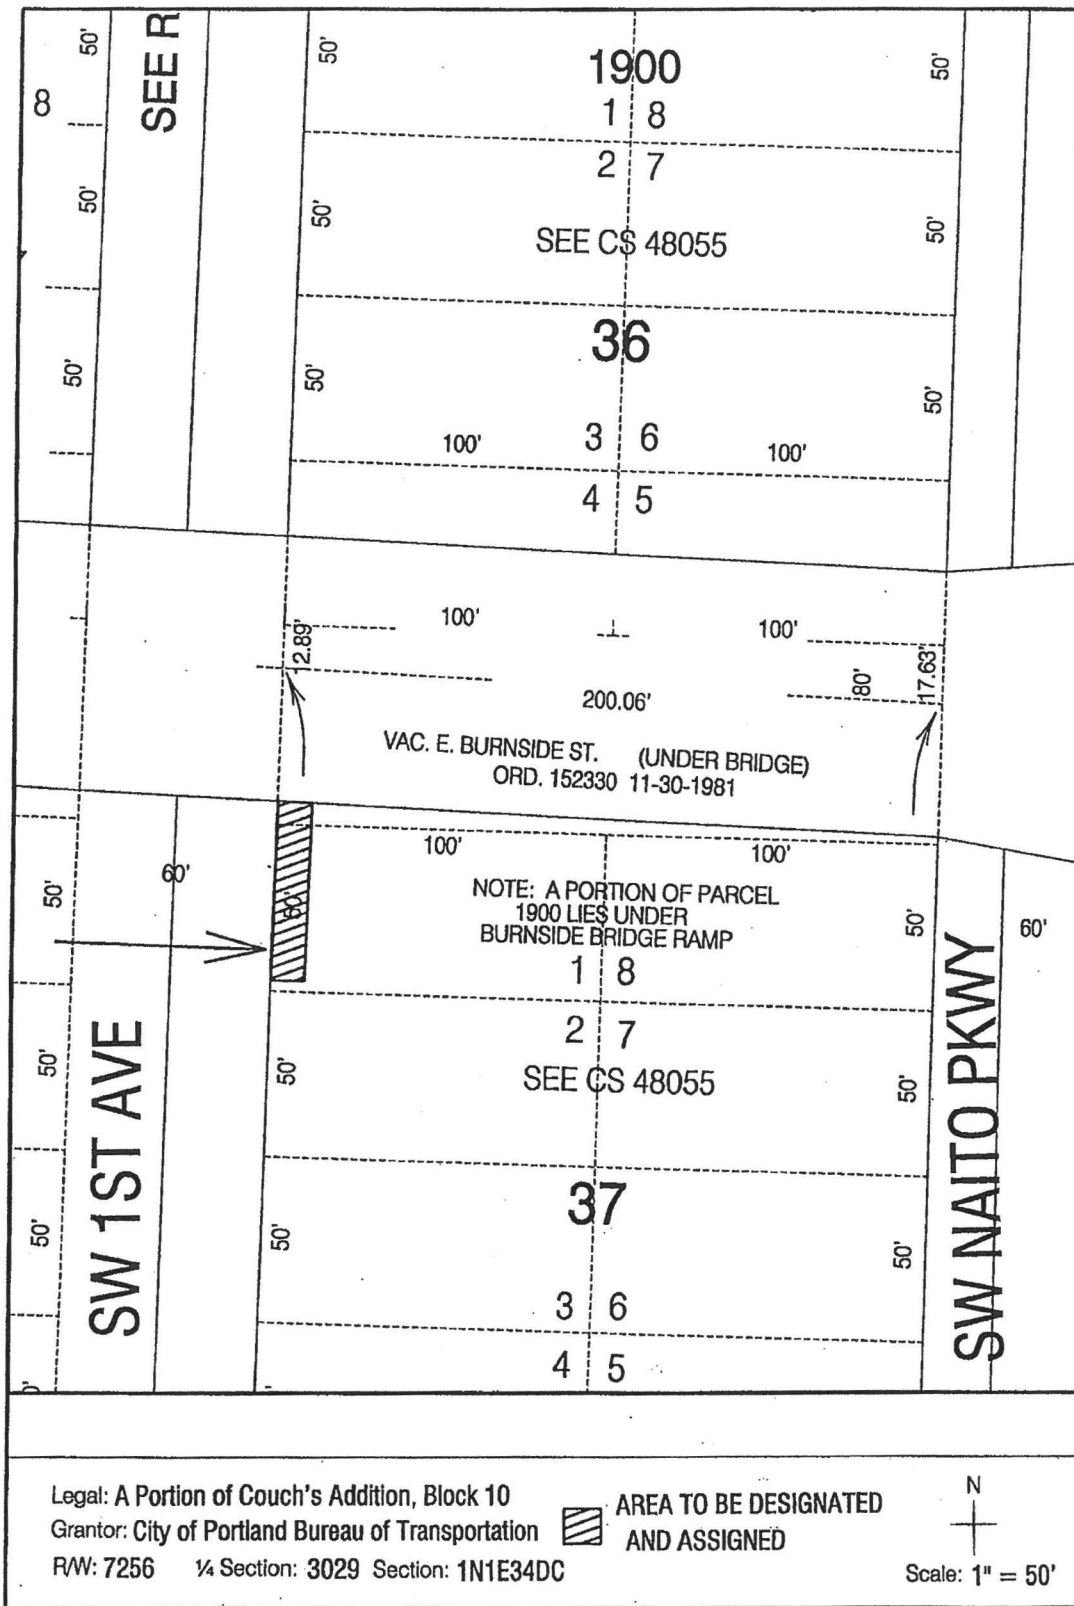 50'
SEE R
50'
1900
50'
8
1 8
2 7
50'
50'
50'
SEE CS 48055
36
50'
50'
50'
3 6
100'
100'
4 5
100'
100'
12.89'
17.63'
80'
200.06'
VAC. E. BURNSIDE ST. (UNDER BRIDGE)
ORD. 152330 11-30-1981
100'
100'
60'
50'
50'
NOTE: A PORTION OF PARCEL
1900 LIES UNDER
BURNSIDE BRIDGE RAMP
50'
60'
1 8
2 7
50'
50'
SEE CS 48055
50'
SW 1ST AVE
SW NAITO PKWY
37
50'
50'
50'
3 6
4 5
Legal: A Portion of Couch's Addition, Block 10
Grantor: City of Portland Bureau of Transportation
R/W: 7256 ¼ Section: 3029 Section: 1N1E34DC
AREA TO BE DESIGNATED
AND ASSIGNED
N
Scale: 1" = 50'